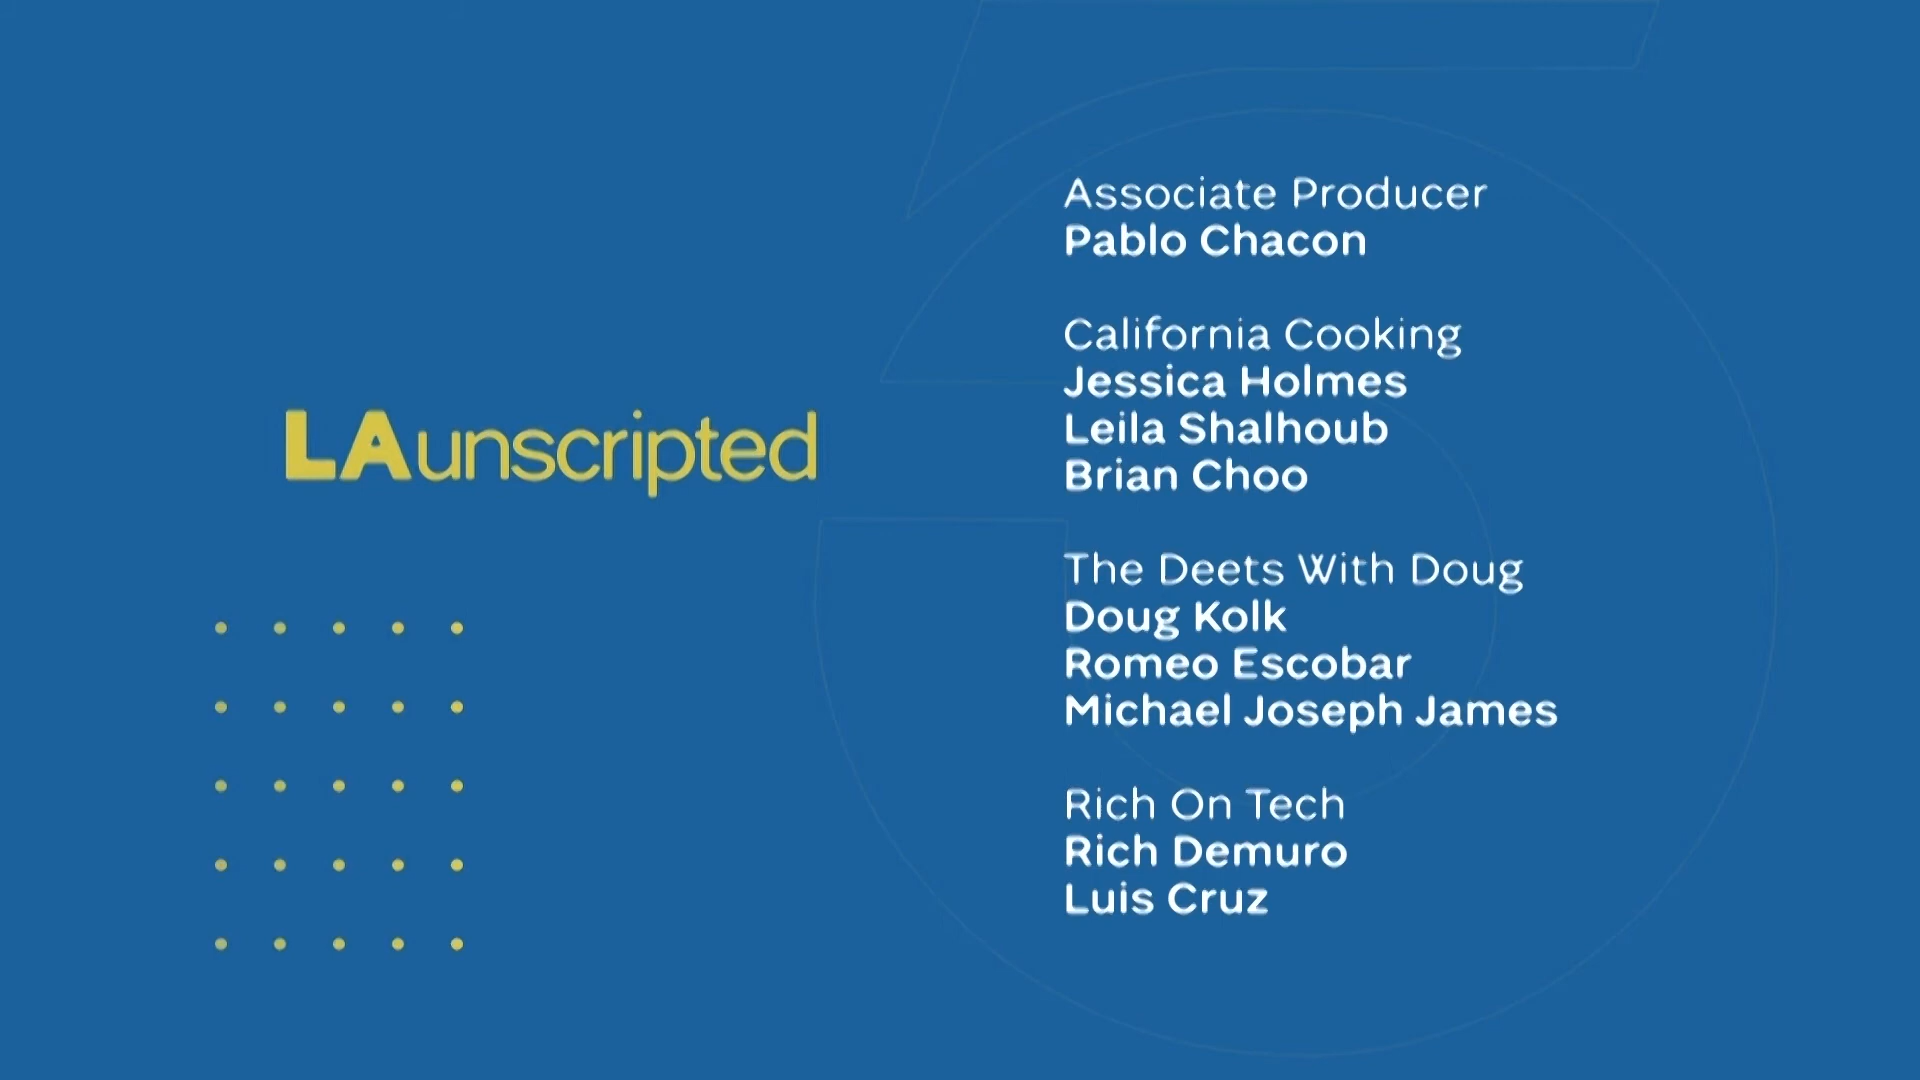 LAunscripted
Associate Producer
Pablo Chacon
California Cooking
Jessica Holmes
Leila Shalhoub
Brian Choo
The Deets With Doug
Doug Kolk
Romeo Escobar
Michael Joseph James
Rich On Tech
Rich Demuro
Luis Cruz